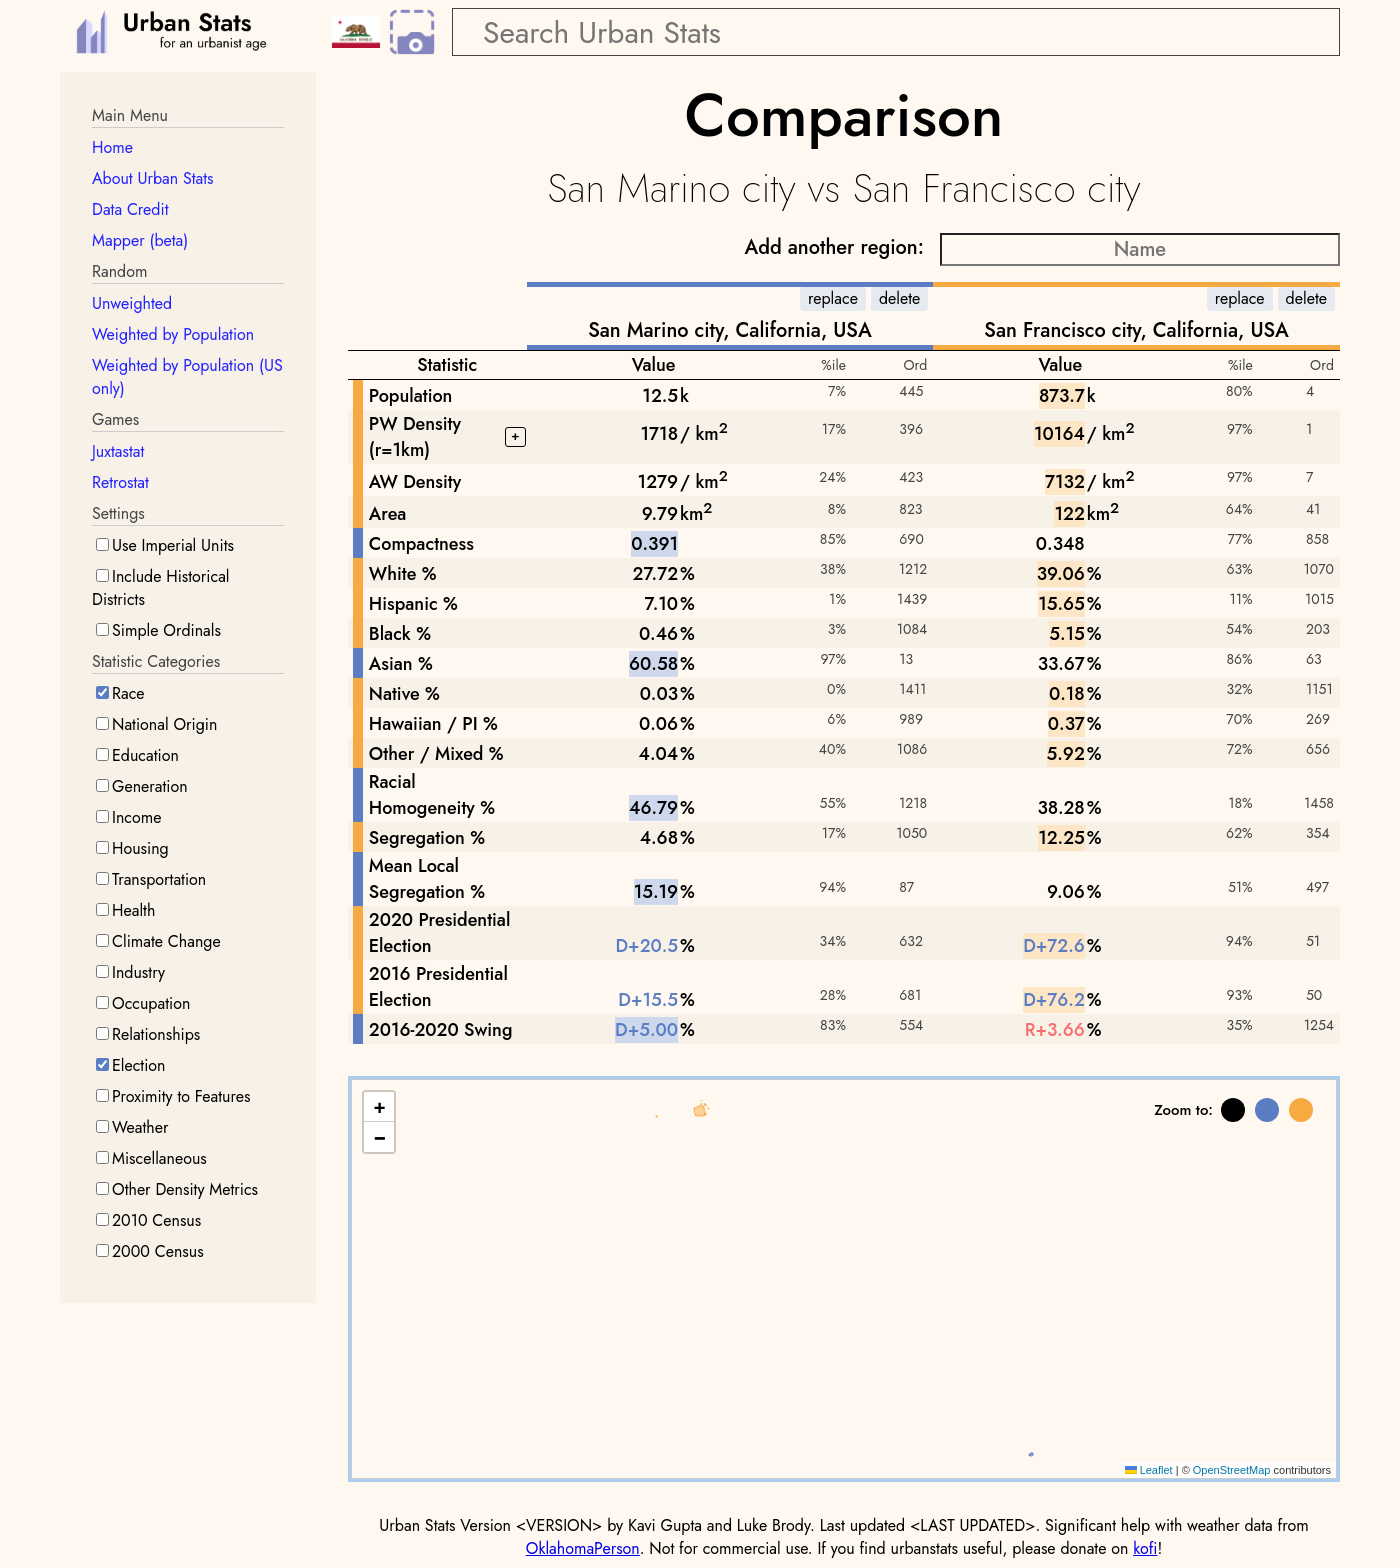 Urban Stats
for an urbanist age
Search Urban Stats
Main Menu
Home
About Urban Stats
Data Credit
Mapper (beta)
Random
Unweighted
Weighted by Population
Weighted by Population (US
only)
Games
Juxtastat
Retrostat
Settings
Use Imperial Units
Include Historical
Districts
Simple Ordinals
Statistic Categories
Race
National Origin
Education
Generation
Income
Housing
Transportation
Health
Climate Change
Industry
Occupation
Relationships
Election
Proximity to Features
Weather
Miscellaneous
Other Density Metrics
2010 Census
2000 Census
Comparison
San Marino city vs San Francisco city
Add another region: Name
replace delete replace delete
San Marino city, California, USA San Francisco city, California, USA
Statistic Value %ile Ord Value %ile Ord
Population 12.5k 7% 445 873.7k 80% 4
PW Density
(r=1km) + 1718/ km² 17% 396 10164/ km² 97% 1
AW Density 1279/ km² 24% 423 7132/ km² 97% 7
Area 9.79km² 8% 823 122km² 64% 41
Compactness 0.391 85% 690 0.348 77% 858
White % 27.72% 38% 1212 39.06% 63% 1070
Hispanic % 7.10% 1% 1439 15.65% 11% 1015
Black % 0.46% 3% 1084 5.15% 54% 203
Asian % 60.58% 97% 13 33.67% 86% 63
Native % 0.03% 0% 1411 0.18% 32% 1151
Hawaiian / PI % 0.06% 6% 989 0.37% 70% 269
Other / Mixed % 4.04% 40% 1086 5.92% 72% 656
Racial
Homogeneity % 46.79% 55% 1218 38.28% 18% 1458
Segregation % 4.68% 17% 1050 12.25% 62% 354
Mean Local
Segregation % 15.19% 94% 87 9.06% 51% 497
2020 Presidential
Election D+20.5% 34% 632 D+72.6% 94% 51
2016 Presidential
Election D+15.5% 28% 681 D+76.2% 93% 50
2016-2020 Swing D+5.00% 83% 554 R+3.66% 35% 1254
+
−
Zoom to:
Leaflet | © OpenStreetMap contributors
Urban Stats Version <VERSION> by Kavi Gupta and Luke Brody. Last updated <LAST UPDATED>. Significant help with weather data from
OklahomaPerson. Not for commercial use. If you find urbanstats useful, please donate on kofi!